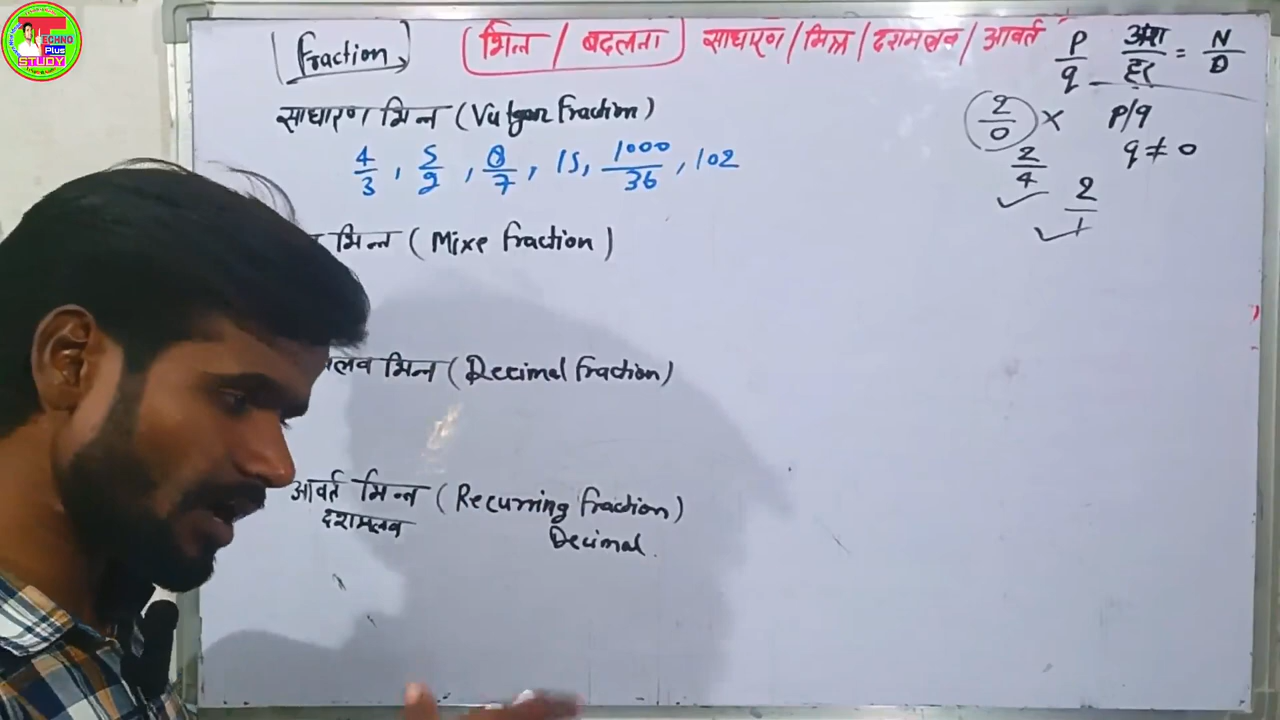 TECHNO
Plus
STUDY
Fraction
भिन्न / बदलना साधारण / मिश्र / दशमलव / आवर्त
P/q अंश/हर = N/D
साधारण भिन्न (Vulgar Fraction)
2/0 × P/q
4/3, 5/2, 8/7, 15, 1000/36, 102
2/4 q ≠ 0
2/1
भिन्न (Mixe Fraction)
मलव भिन्न (Decimal Fraction)
आवर्त भिन्न (Recurring Fraction)
दशमलव Decimal